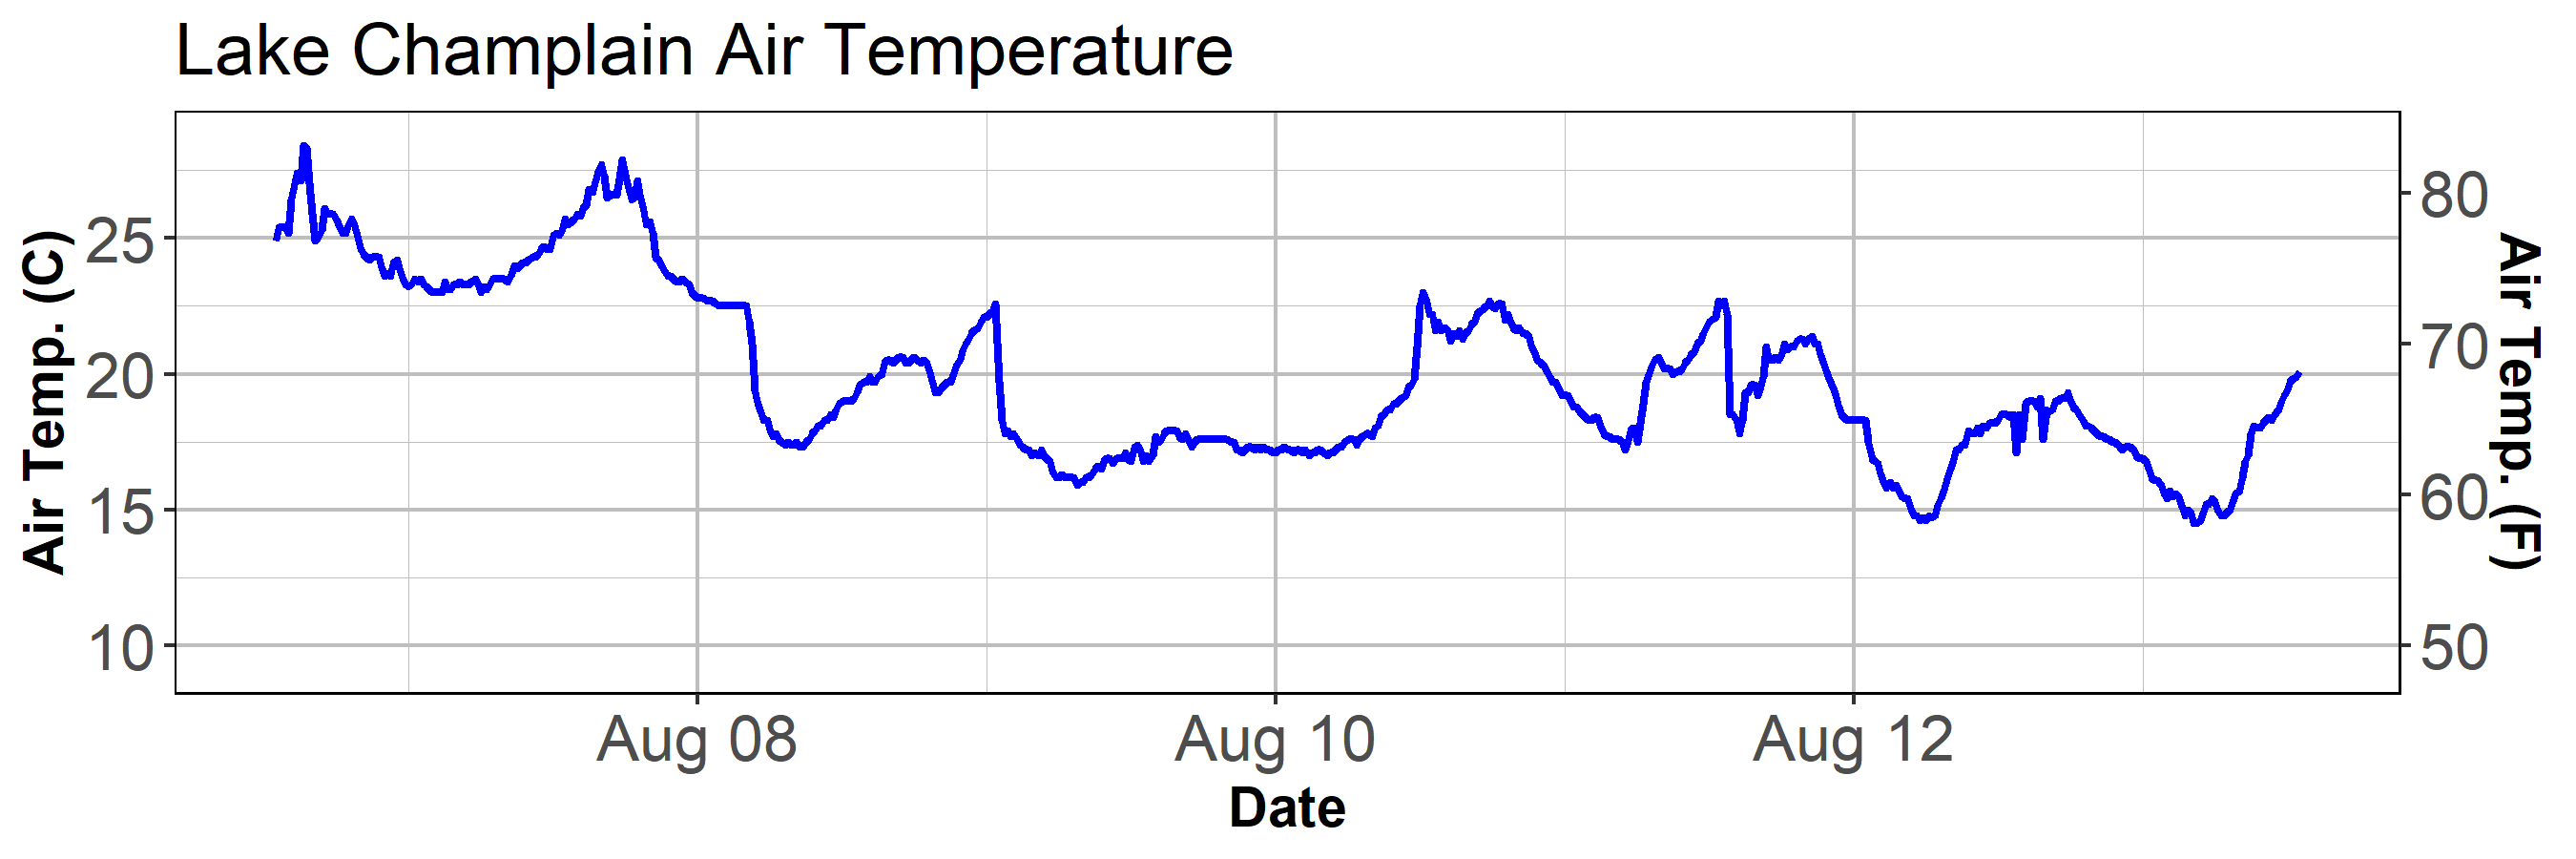 Lake Champlain Air Temperature
Air Temp. (C)
25
20
15
10
80
70
60
50
Air Temp. (F)
Aug 08
Aug 10
Aug 12
Date